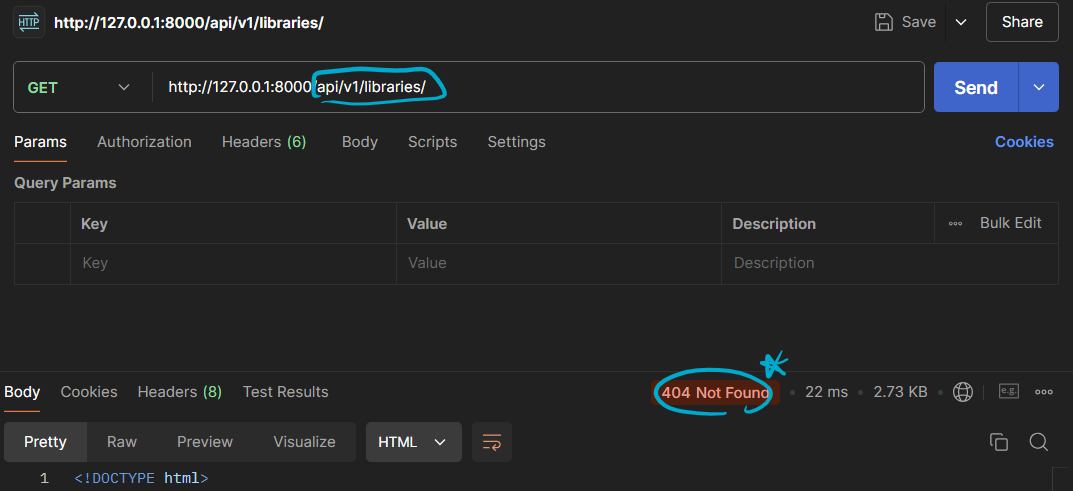 HTTP http://127.0.0.1:8000/api/v1/libraries/ Save Share
GET http://127.0.0.1:8000/api/v1/libraries/ Send
Params Authorization Headers (6) Body Scripts Settings Cookies
Query Params
Key Value Description Bulk Edit
Key Value Description
Body Cookies Headers (8) Test Results 404 Not Found 22 ms 2.73 KB e.g.
Pretty Raw Preview Visualize HTML
1 <!DOCTYPE html>